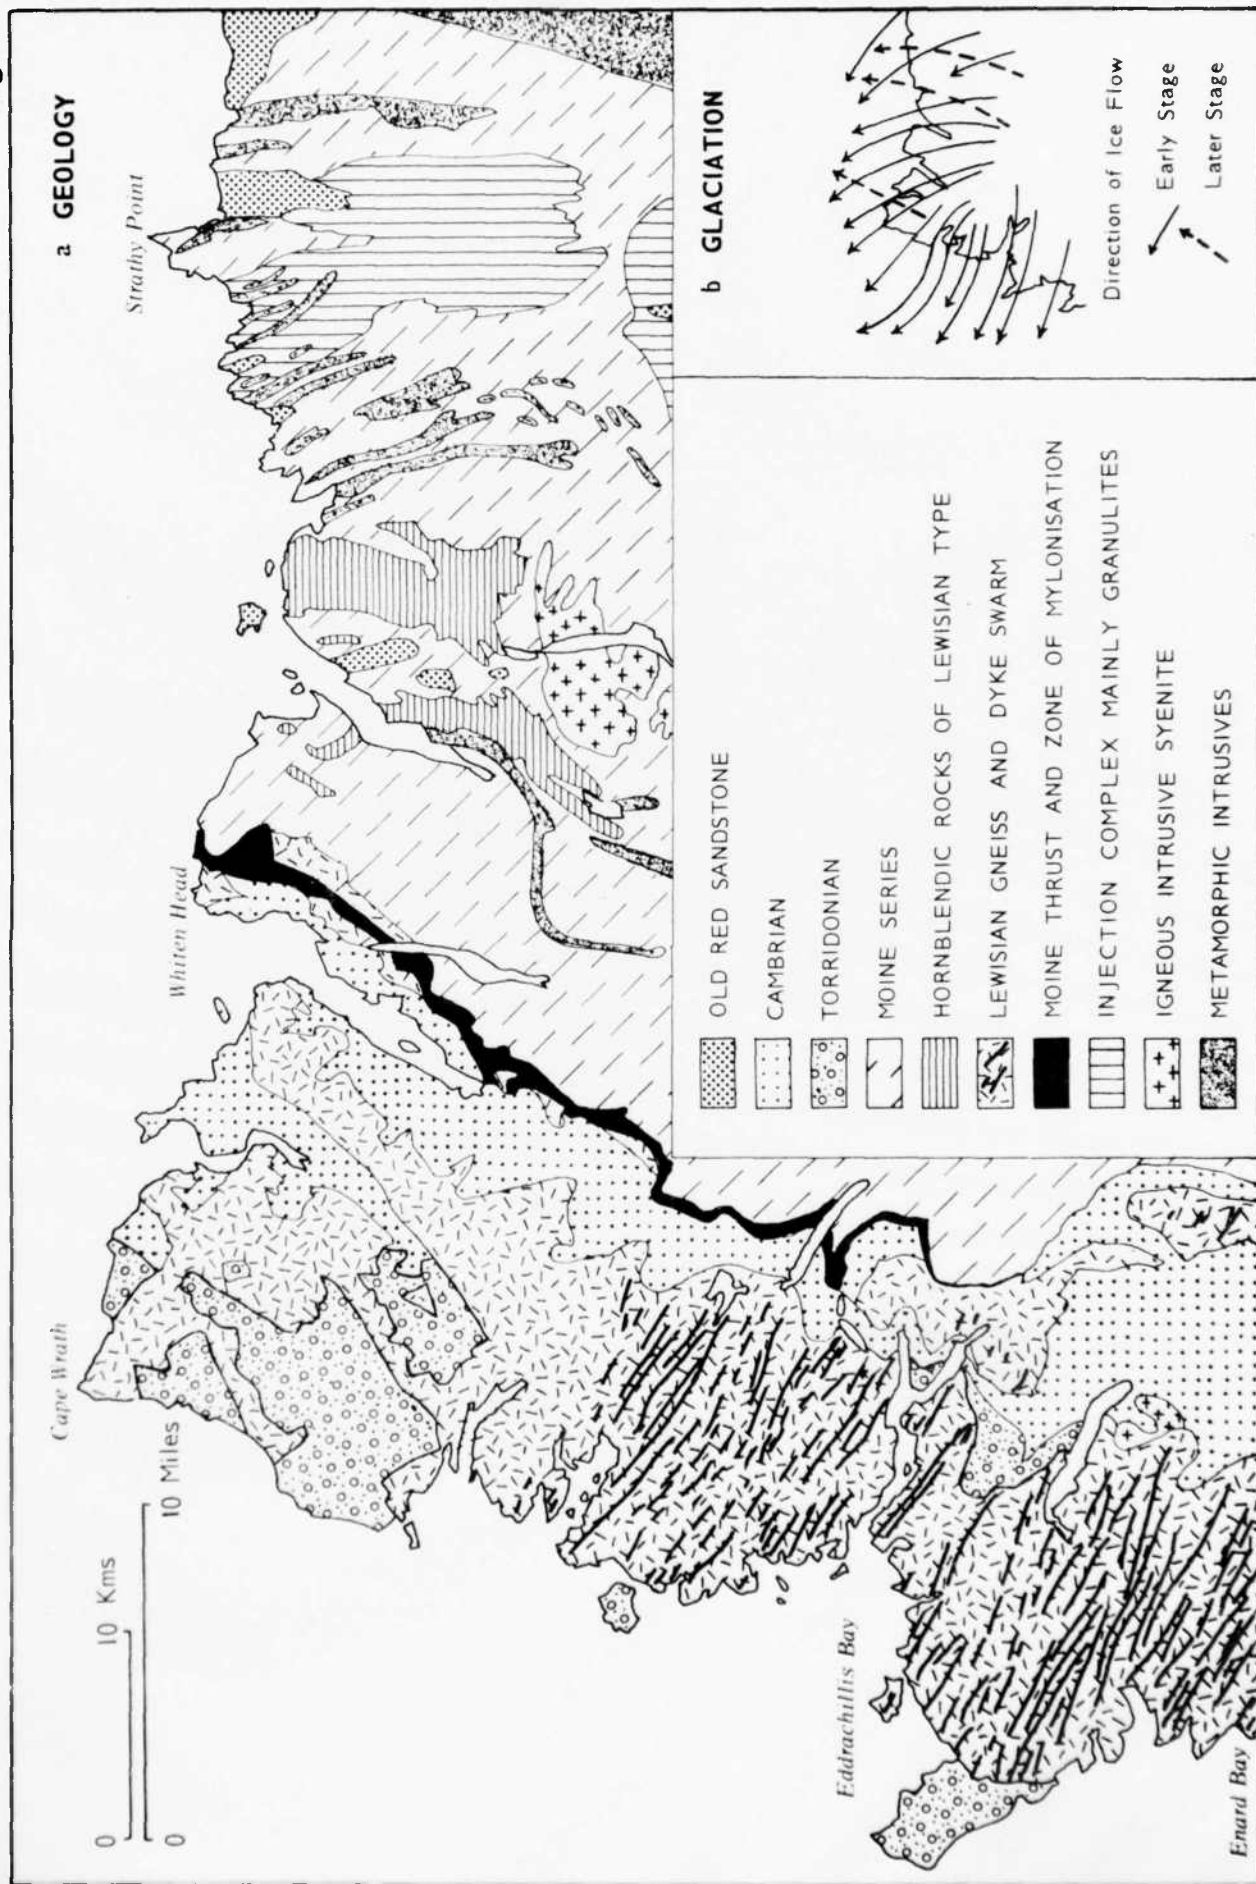 a GEOLOGY
Strathy Point
Whiten Head
Cape Wrath
0 10 Kms
0 10 Miles
Eddrachillis Bay
Enard Bay
OLD RED SANDSTONE
CAMBRIAN
TORRIDONIAN
MOINE SERIES
HORNBLENDIC ROCKS OF LEWISIAN TYPE
LEWISIAN GNEISS AND DYKE SWARM
MOINE THRUST AND ZONE OF MYLONISATION
INJECTION COMPLEX MAINLY GRANULITES
IGNEOUS INTRUSIVE SYENITE
METAMORPHIC INTRUSIVES
b GLACIATION
Direction of Ice Flow
Early Stage
Later Stage